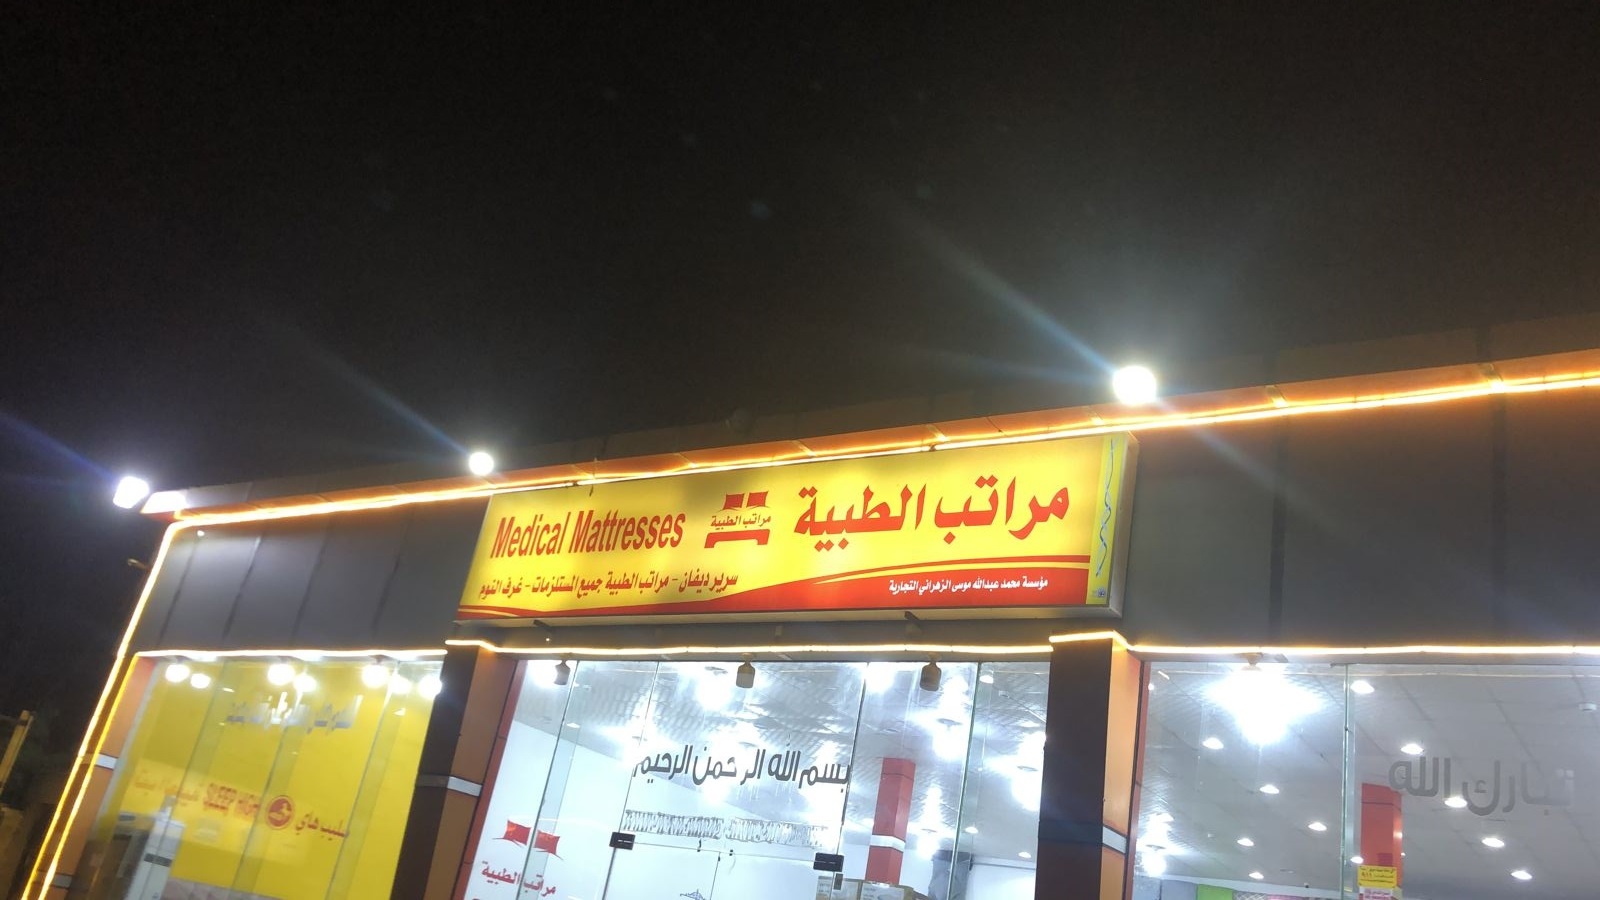 مراتب الطبية
مراتب الطبية
Medical Mattresses
سرير ديفان - مراتب الطبية جميع المستلزمات - غرف النوم
مؤسسة محمد عبدالله موسى الزهراني التجارية
بسم الله الرحمن الرحيم
تبارك الله
سليب هاي
SLEEP HIGH
مراتب الطبية
911